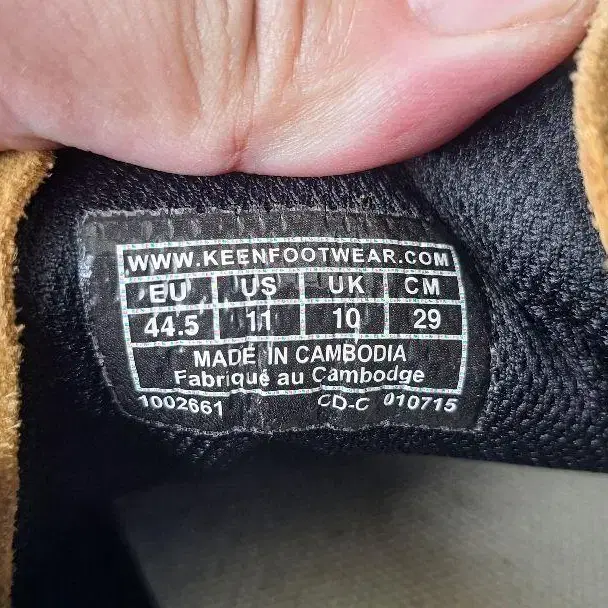 WWW.KEENFOOTWEAR.COM
EU US UK CM
44.5 11 10 29
MADE IN CAMBODIA
Fabriqué au Cambodge
1002661 CD-C 010715